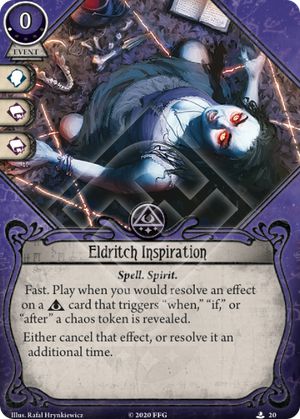 0
EVENT
Eldritch Inspiration
Spell. Spirit.
Fast. Play when you would resolve an effect
on a card that triggers “when,” “if,” or
“after” a chaos token is revealed.
Either cancel that effect, or resolve it an
additional time.
Illus. Rafał Hrynkiewicz
© 2020 FFG
20